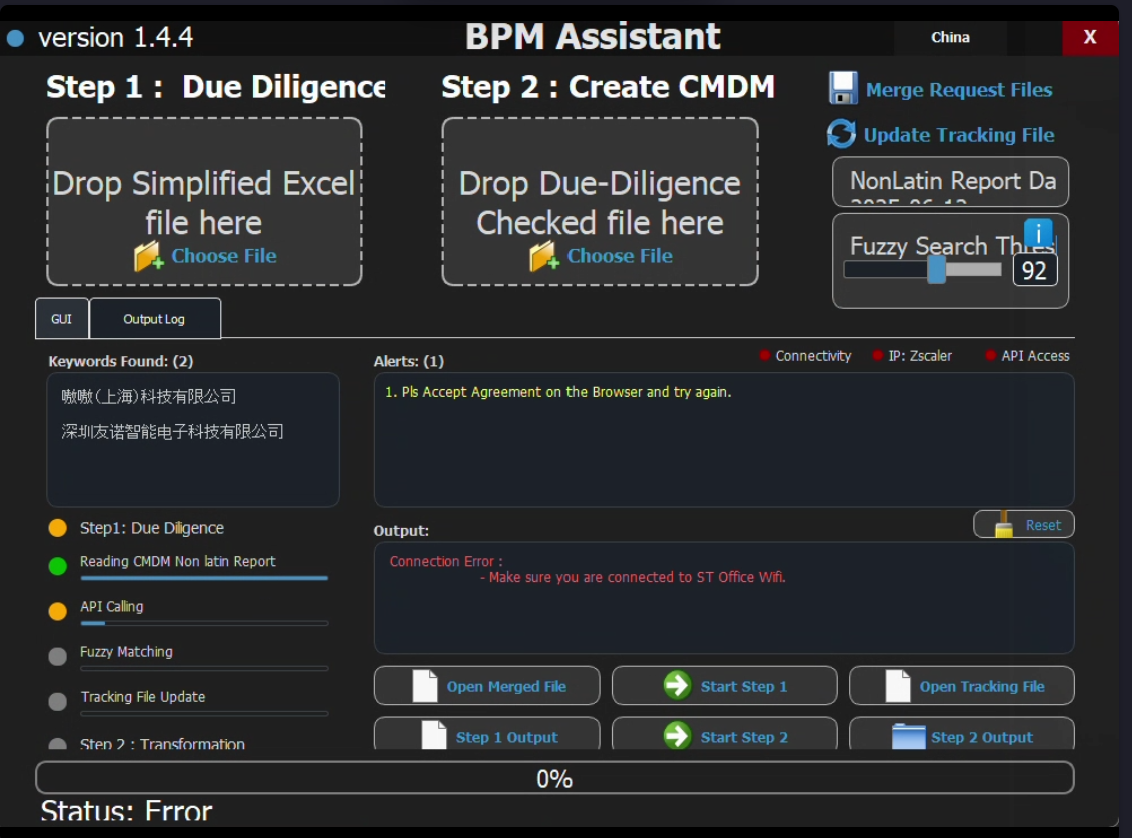 version 1.4.4
BPM Assistant
China
X
Step 1 : Due Diligence
Step 2 : Create CMDM
Merge Request Files
Update Tracking File
Drop Simplified Excel
file here
Choose File
Drop Due-Diligence
Checked file here
Choose File
NonLatin Report Da
2025-06-12
i
Fuzzy Search Thres
92
GUI
Output Log
Keywords Found: (2)
嗷嗷(上海)科技有限公司
深圳友诺智能电子科技有限公司
Alerts: (1)
Connectivity
IP: Zscaler
API Access
1. Pls Accept Agreement on the Browser and try again.
Step1: Due Diligence
Reading CMDM Non latin Report
API Calling
Fuzzy Matching
Tracking File Update
Step 2 : Transformation
Output:
Reset
Connection Error :
- Make sure you are connected to ST Office Wifi.
Open Merged File
Start Step 1
Open Tracking File
Step 1 Output
Start Step 2
Step 2 Output
0%
Status: Error